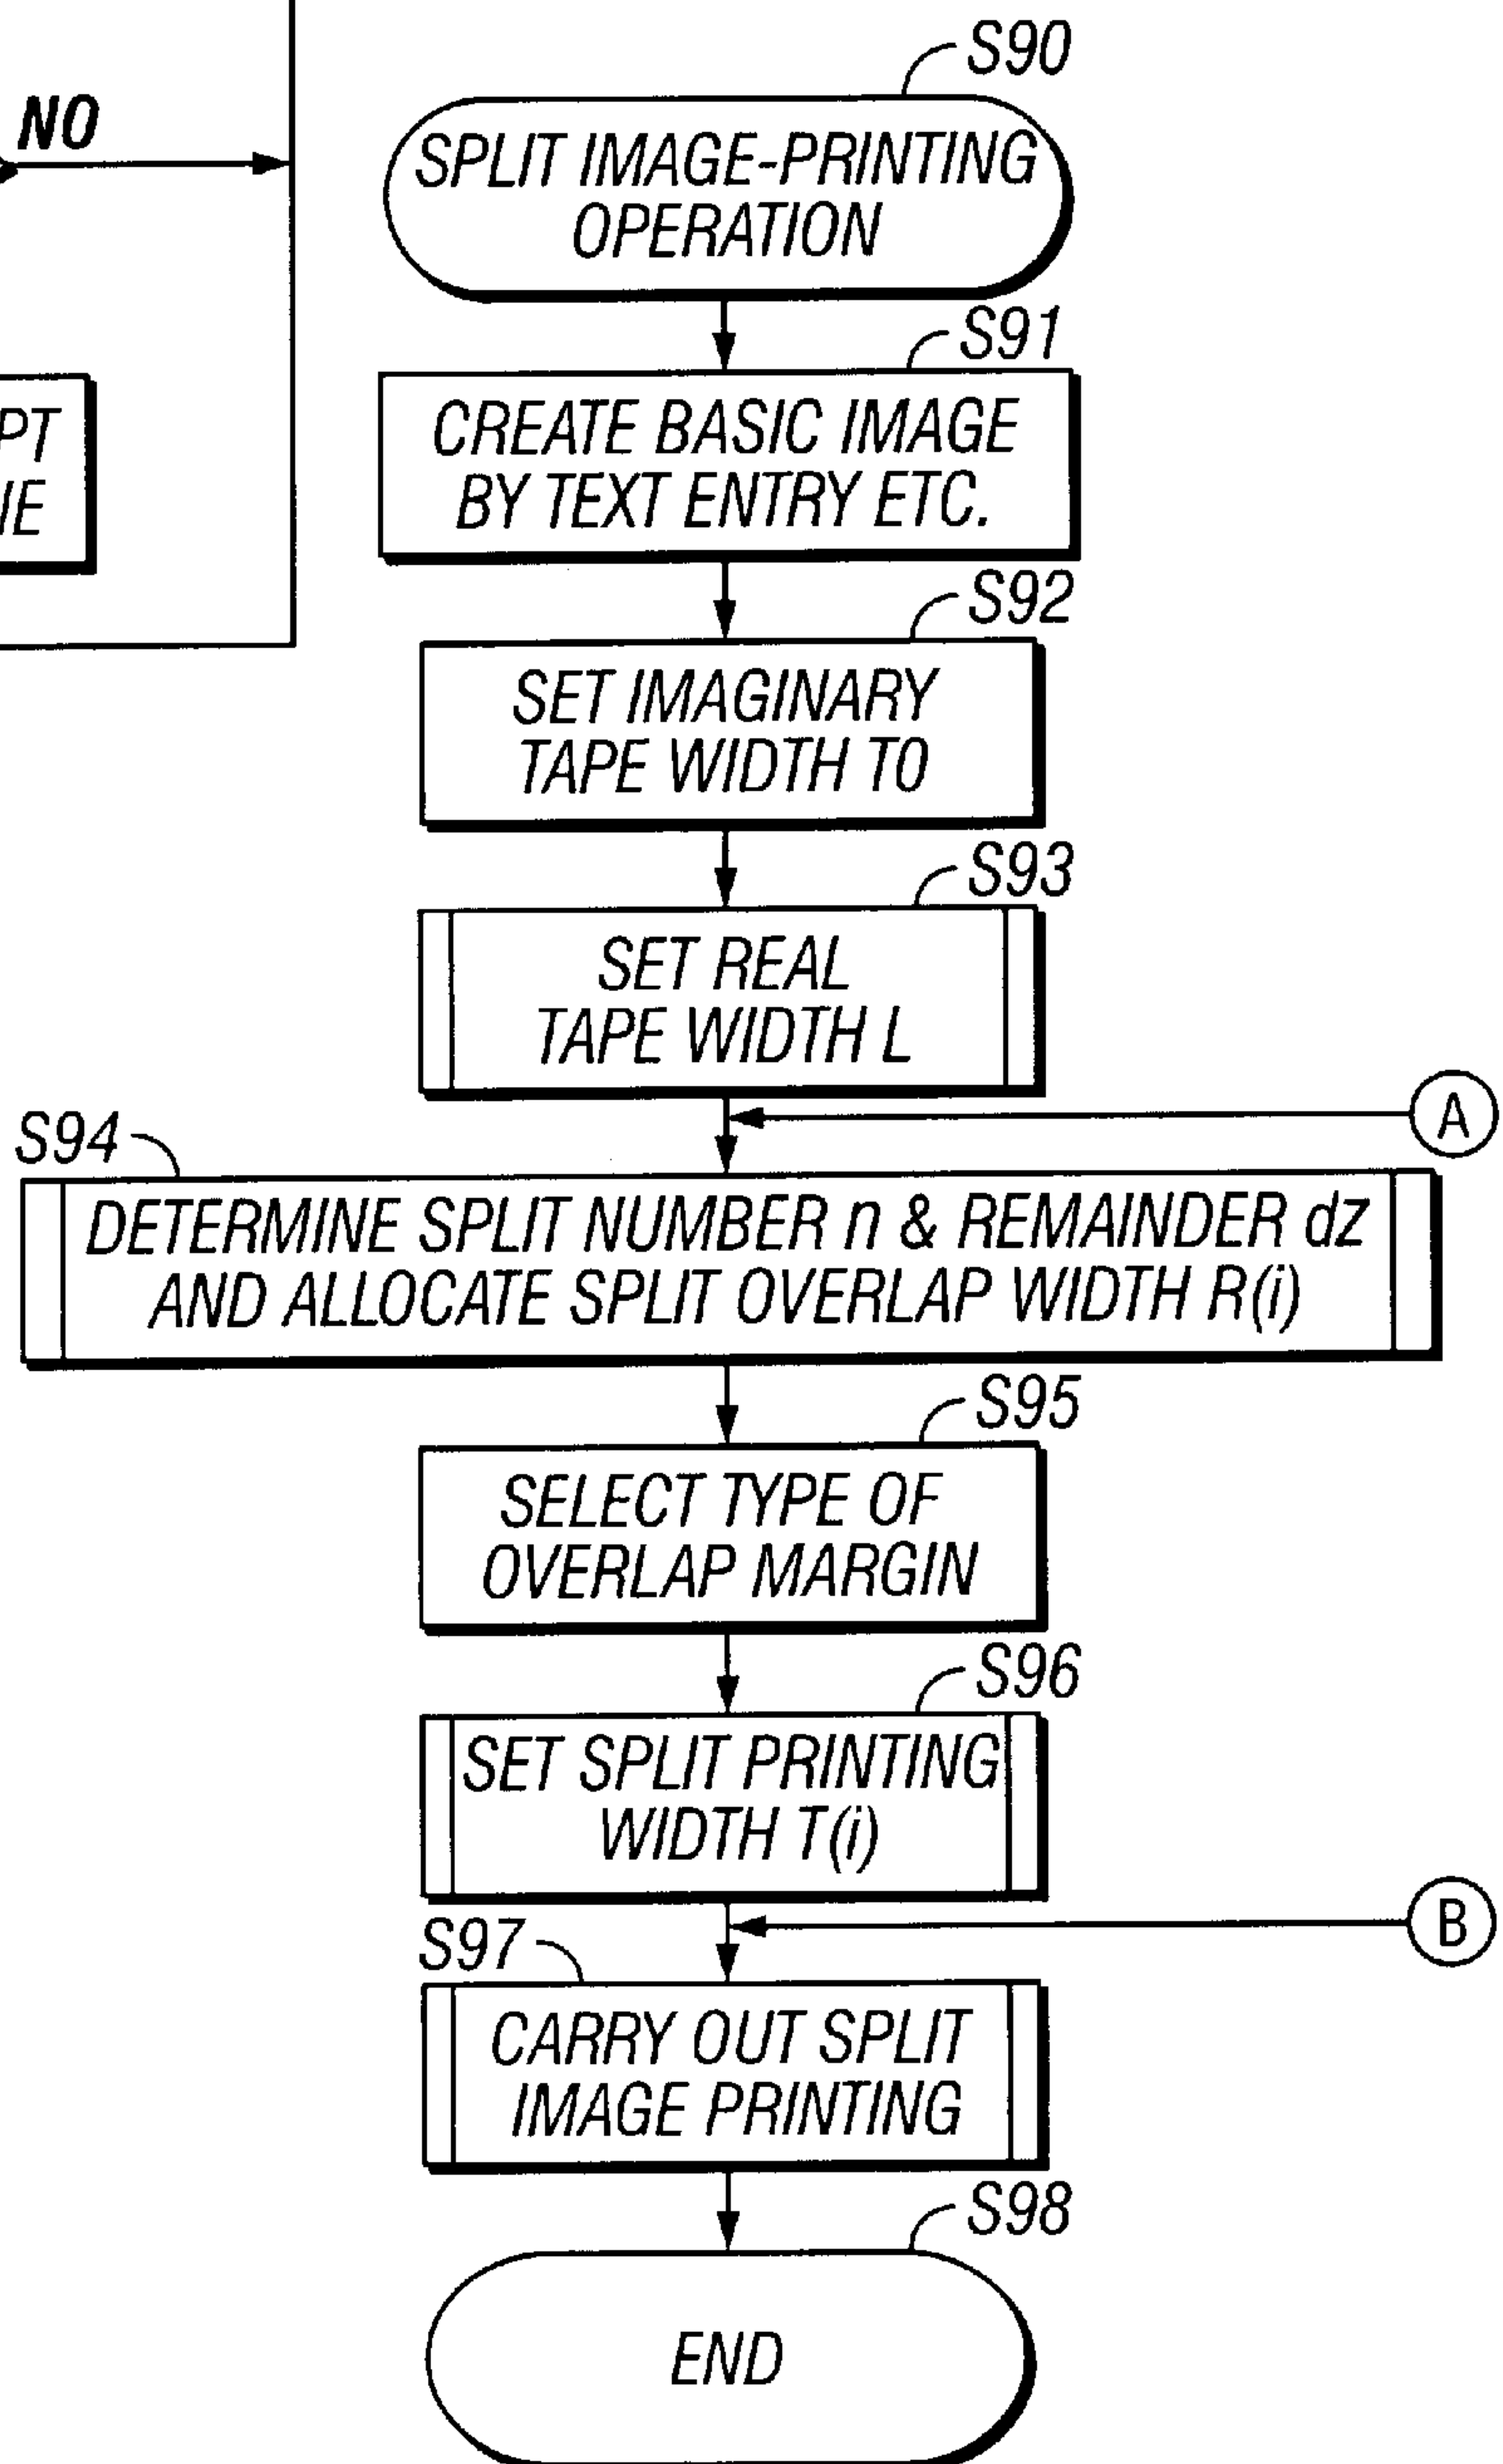 NO
PT
S90
SPLIT IMAGE-PRINTING
OPERATION
S91
CREATE BASIC IMAGE
BY TEXT ENTRY ETC.
S92
SET IMAGINARY
TAPE WIDTH T0
S93
SET REAL
TAPE WIDTH L
A
S94
DETERMINE SPLIT NUMBER n & REMAINDER dz
AND ALLOCATE SPLIT OVERLAP WIDTH R(i)
S95
SELECT TYPE OF
OVERLAP MARGIN
S96
SET SPLIT PRINTING
WIDTH T(i)
B
S97
CARRY OUT SPLIT
IMAGE PRINTING
S98
END